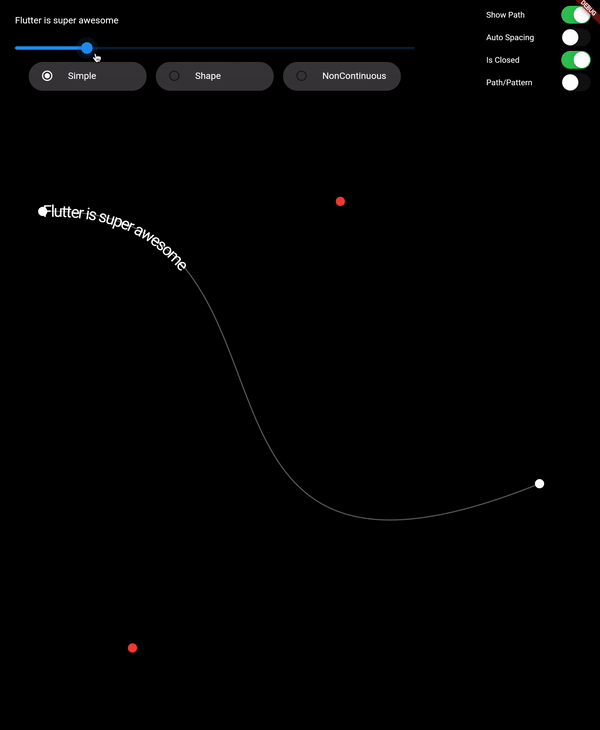 Flutter is super awesome
Simple
Shape
NonContinuous
Show Path
Auto Spacing
Is Closed
Path/Pattern
DEBUG
Flutter is super awesome